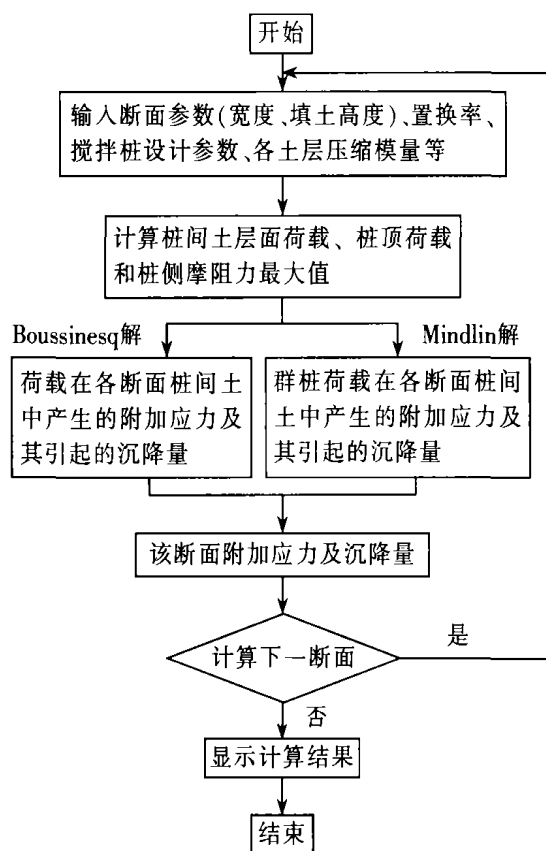 开始
输入断面参数(宽度、填土高度)、置换率、
搅拌桩设计参数、各土层压缩模量等
计算桩间土层面荷载、桩顶荷载
和桩侧摩阻力最大值
Boussinesq解
Mindlin解
荷载在各断面桩间土
中产生的附加应力及
其引起的沉降量
群桩荷载在各断面桩间
土中产生的附加应力及
其引起的沉降量
该断面附加应力及沉降量
计算下一断面
是
否
显示计算结果
结束